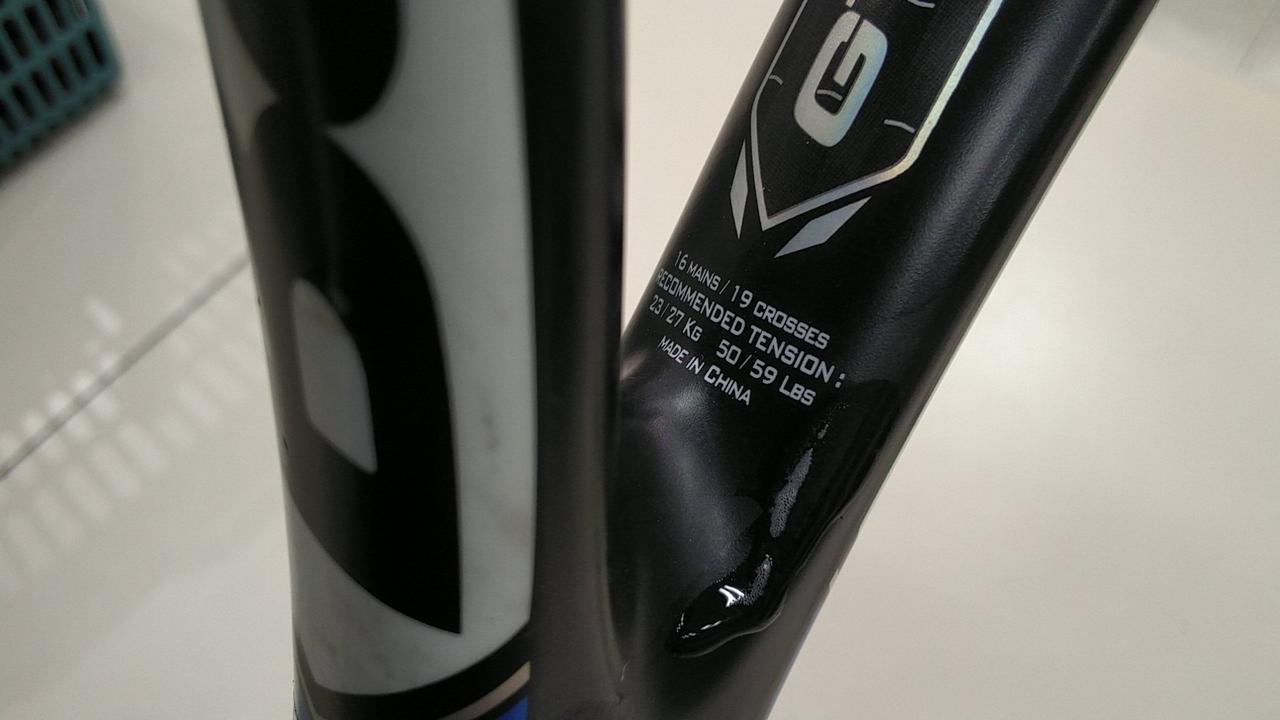 G
16 MAINS / 19 CROSSES
RECOMMENDED TENSION :
23 / 27 KG 50 / 59 LBS
MADE IN CHINA